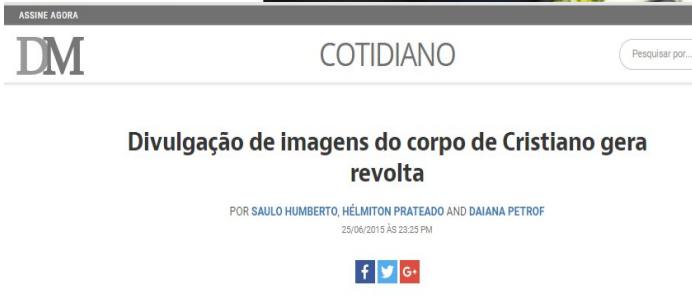 ASSINE AGORA
DM
COTIDIANO
Pesquisar por...
Divulgação de imagens do corpo de Cristiano gera
revolta
POR SAULO HUMBERTO, HÉLMITON PRATEADO AND DAIANA PETROF
25/06/2015 ÀS 23:25 PM
f
G+